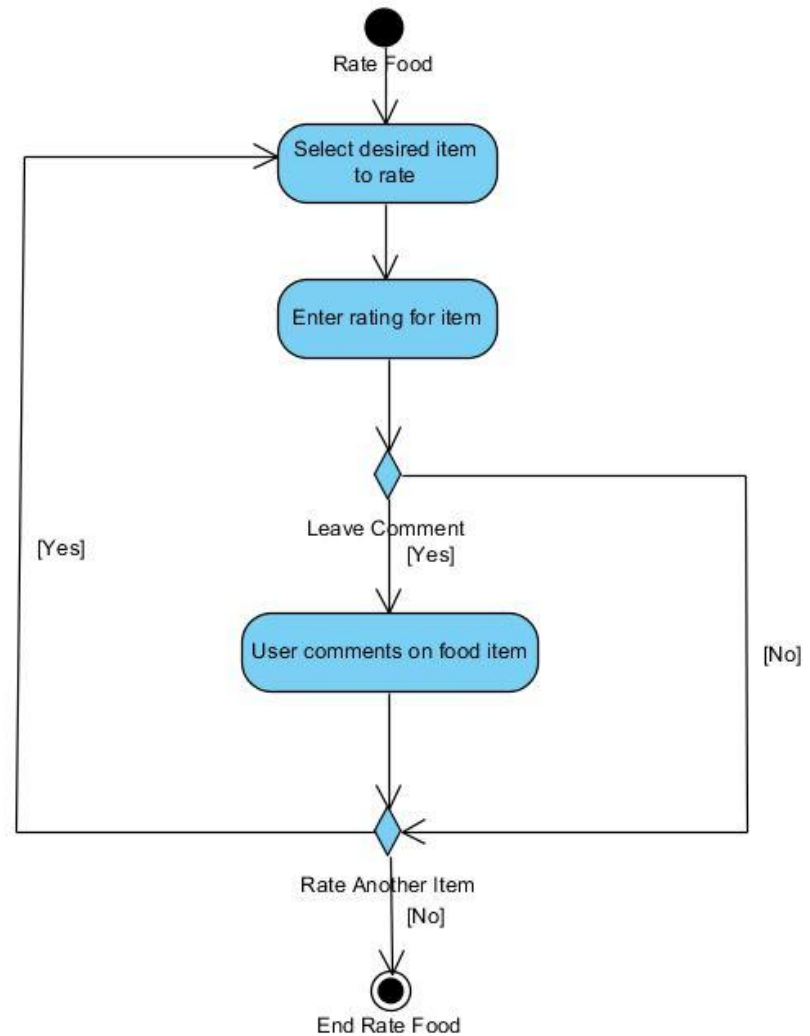 Rate Food
Select desired item
to rate
Enter rating for item
Leave Comment
[Yes]
[Yes]
User comments on food item
[No]
Rate Another Item
[No]
End Rate Food